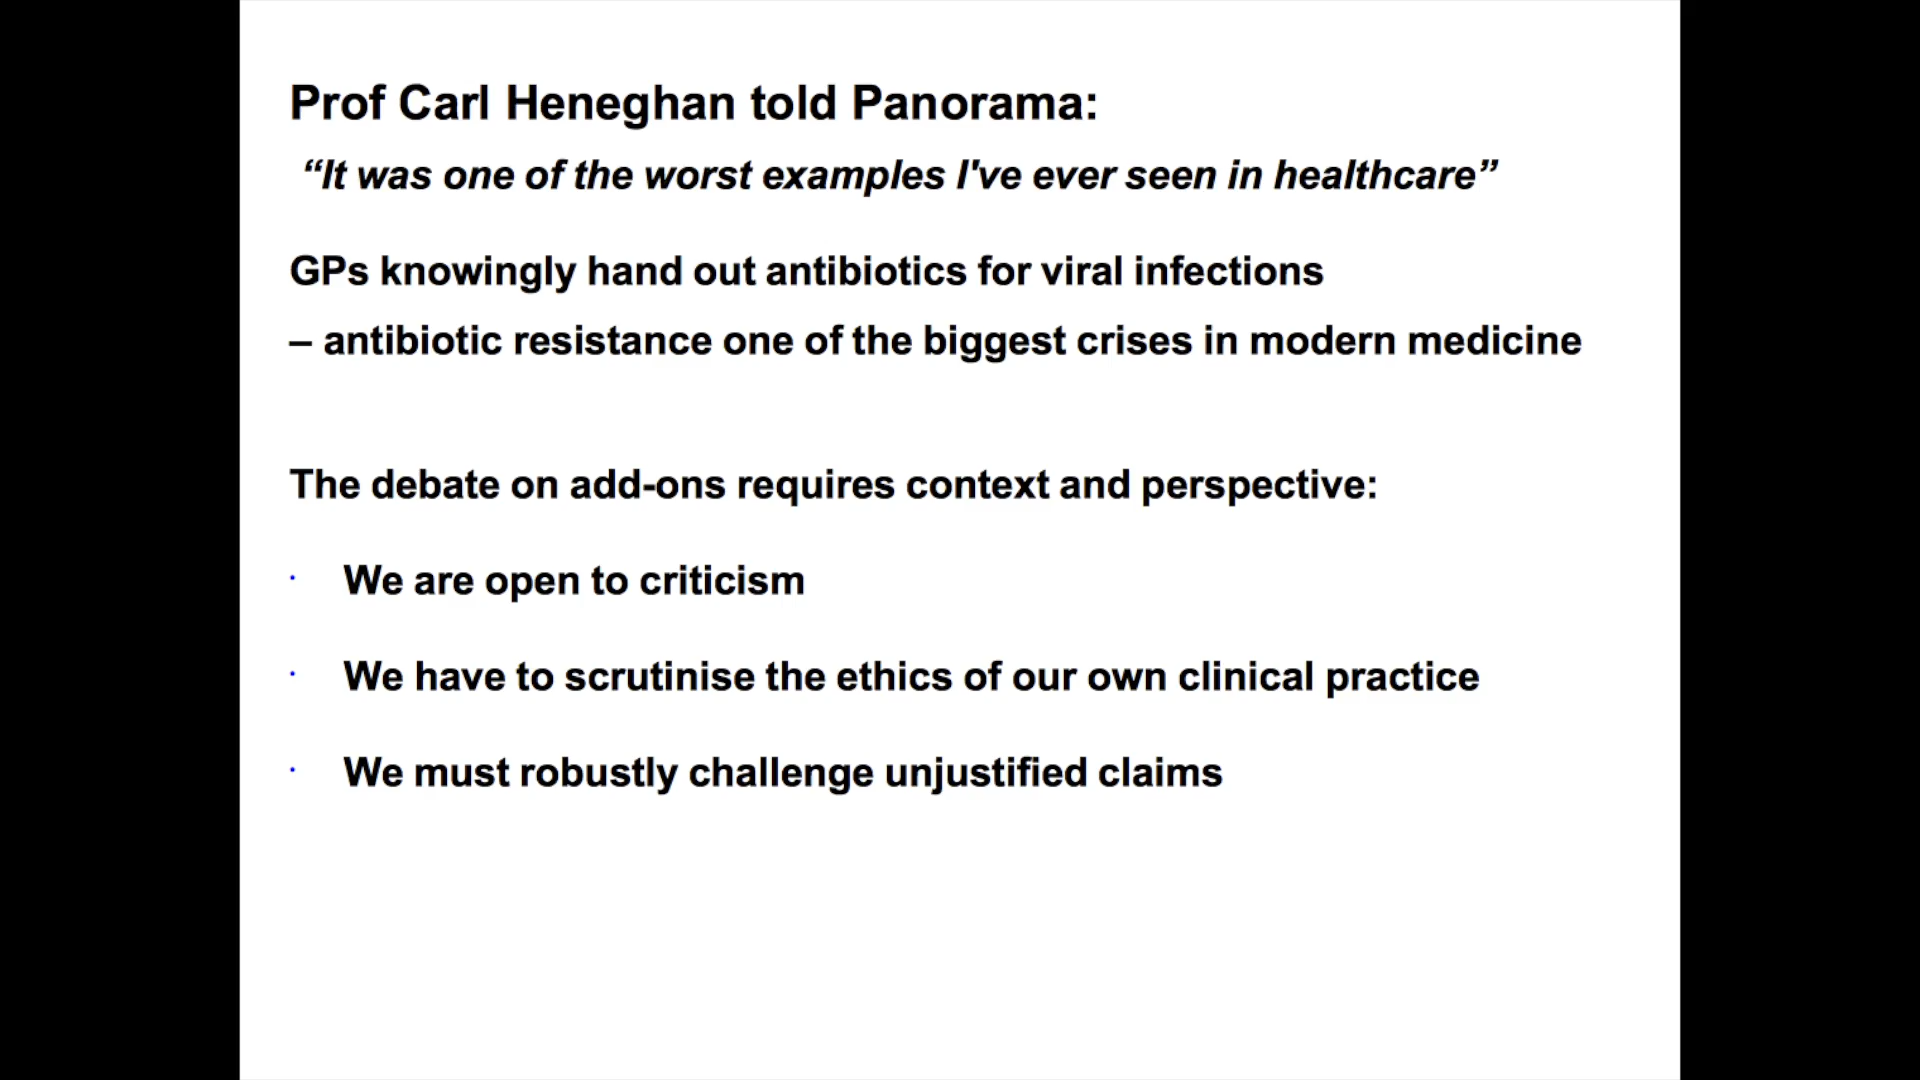 Prof Carl Heneghan told Panorama:
“It was one of the worst examples I've ever seen in healthcare”
GPs knowingly hand out antibiotics for viral infections
– antibiotic resistance one of the biggest crises in modern medicine
The debate on add-ons requires context and perspective:
· We are open to criticism
· We have to scrutinise the ethics of our own clinical practice
· We must robustly challenge unjustified claims